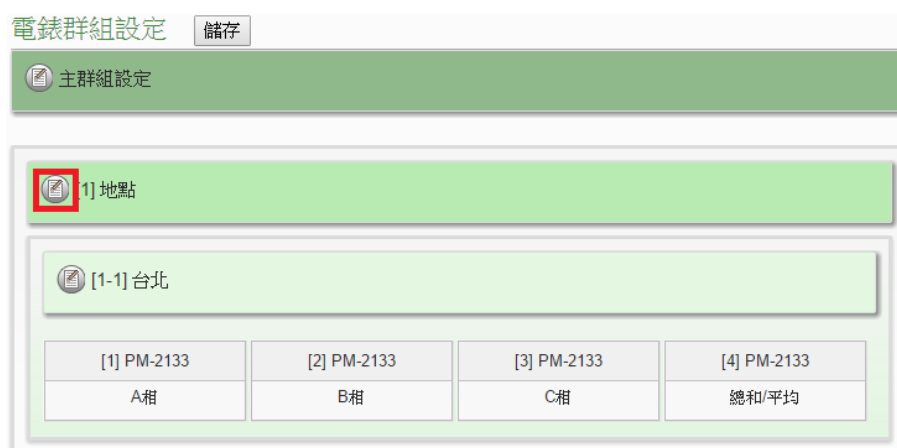 電錶群組設定 儲存
主群組設定
[1] 地點
[1-1] 台北
[1] PM-2133 [2] PM-2133 [3] PM-2133 [4] PM-2133
A相 B相 C相 總和/平均